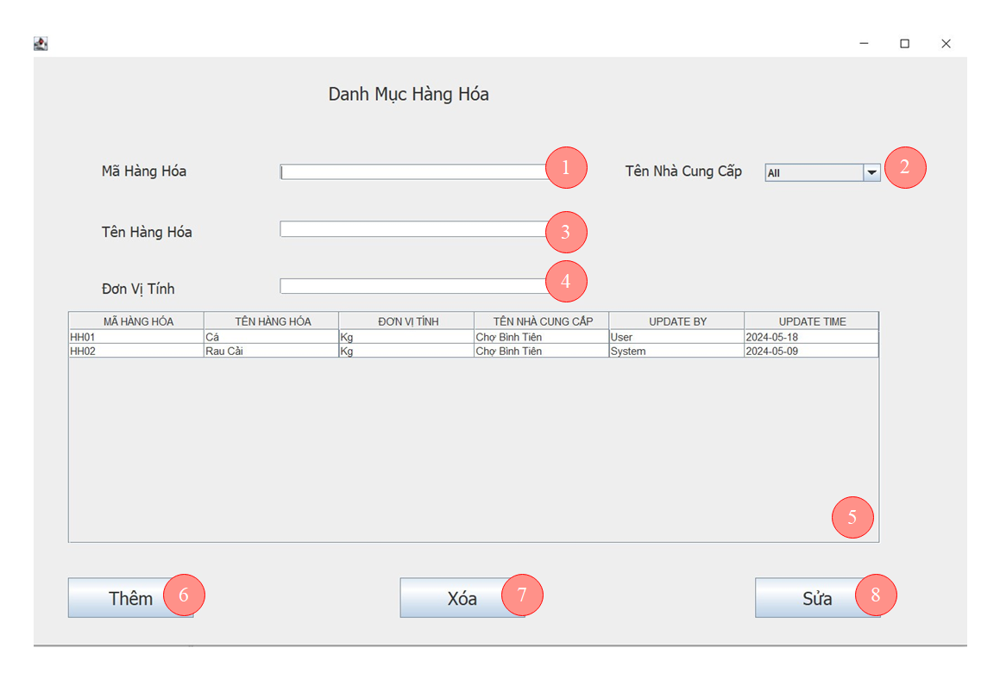 Danh Mục Hàng Hóa
Mã Hàng Hóa 1 Tên Nhà Cung Cấp All 2
Tên Hàng Hóa 3
Đơn Vị Tính 4
MÃ HÀNG HÓA TÊN HÀNG HÓA ĐƠN VỊ TÍNH TÊN NHÀ CUNG CẤP UPDATE BY UPDATE TIME
HH01 Cá Kg Chợ Bình Tiên User 2024-05-18
HH02 Rau Cải Kg Chợ Bình Tiên System 2024-05-09
5
Thêm 6 Xóa 7 Sửa 8